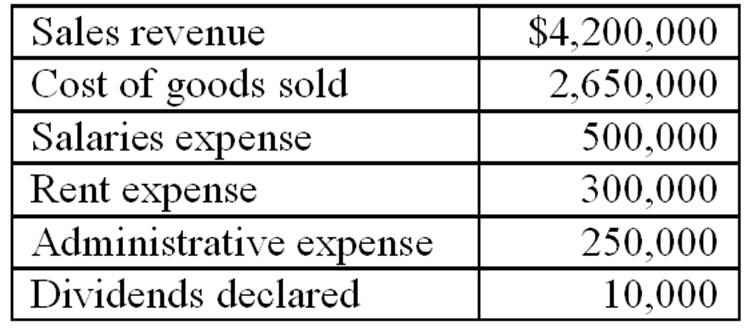 Sales revenue $4,200,000
Cost of goods sold 2,650,000
Salaries expense 500,000
Rent expense 300,000
Administrative expense 250,000
Dividends declared 10,000